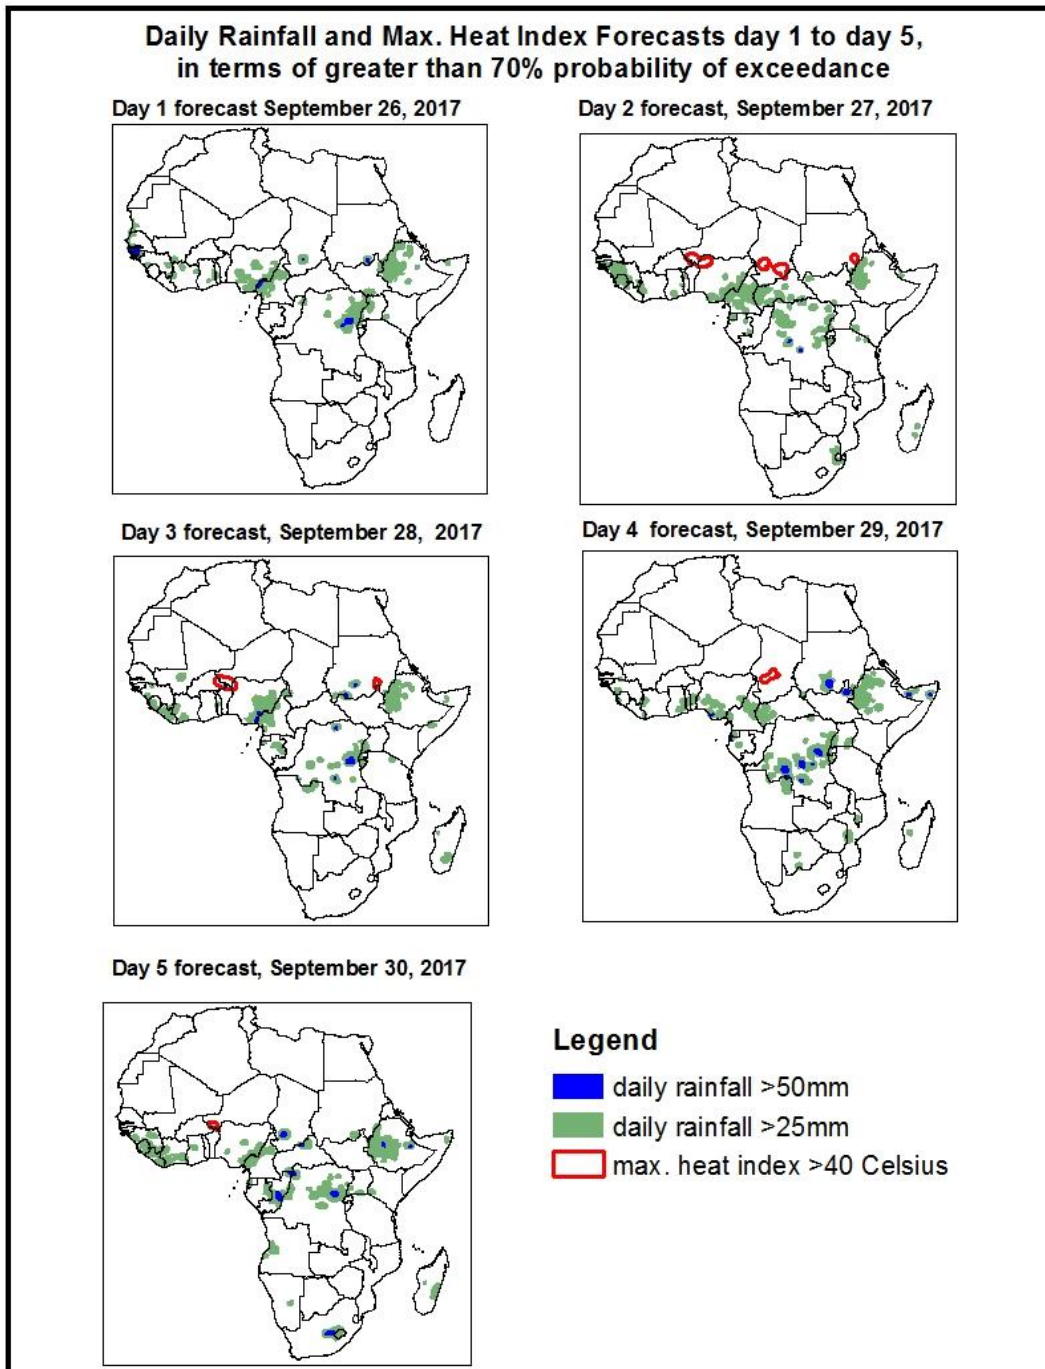 Daily Rainfall and Max. Heat Index Forecasts day 1 to day 5,
in terms of greater than 70% probability of exceedance
Day 1 forecast September 26, 2017
Day 2 forecast, September 27, 2017
Day 3 forecast, September 28, 2017
Day 4 forecast, September 29, 2017
Day 5 forecast, September 30, 2017
Legend
daily rainfall >50mm
daily rainfall >25mm
max. heat index >40 Celsius